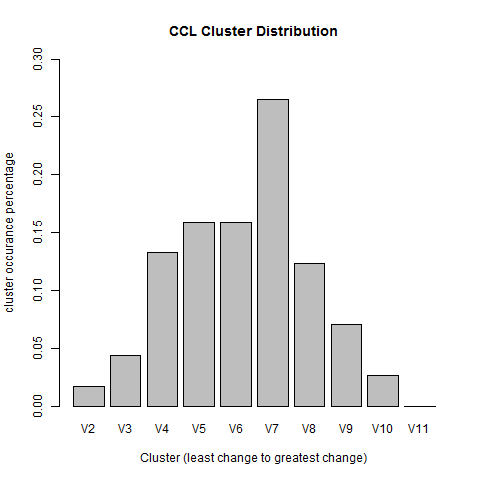 CCL Cluster Distribution
cluster occurance percentage
0.30
0.25
0.20
0.15
0.10
0.05
0.00
V2 V3 V4 V5 V6 V7 V8 V9 V10 V11
Cluster (least change to greatest change)